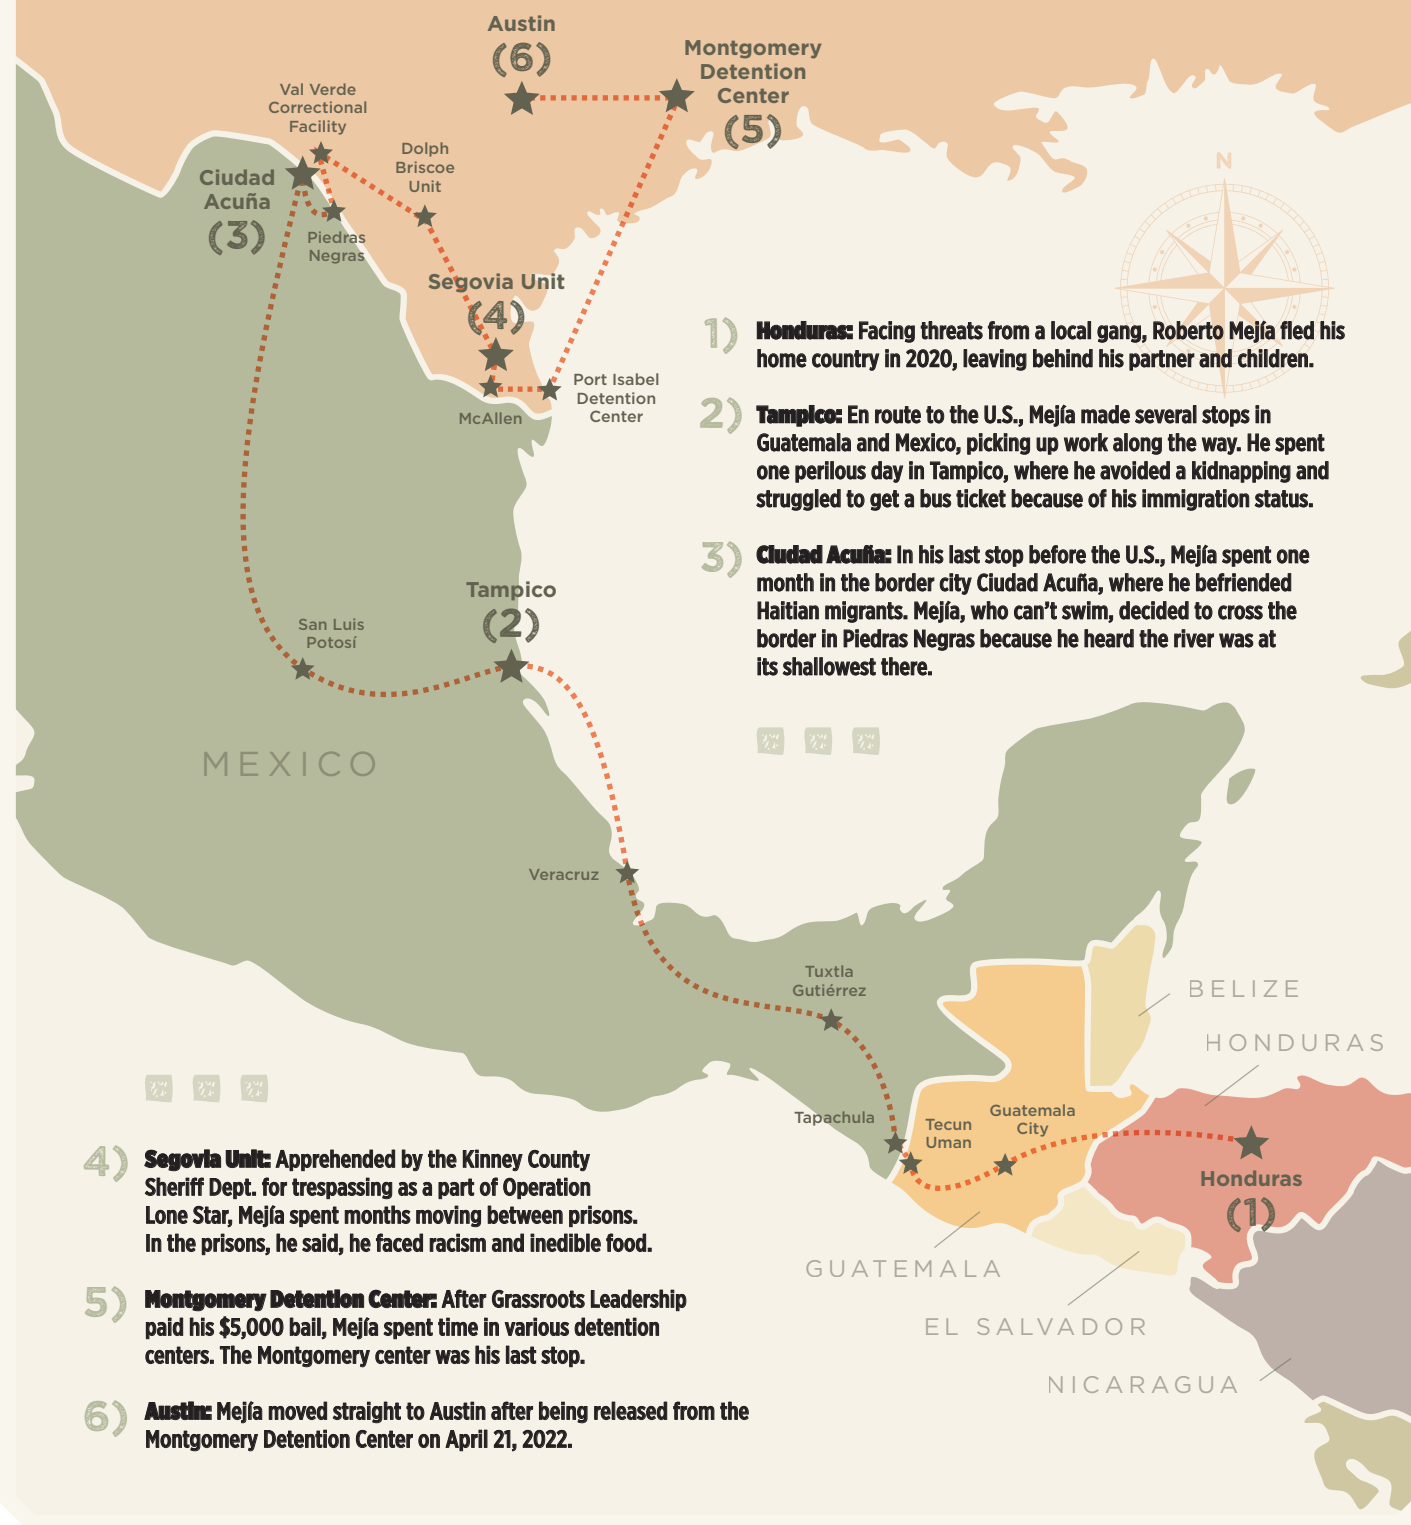 Austin
(6)
Montgomery
Detention
Center
(5)
Val Verde
Correctional
Facility
Dolph
Briscoe
Unit
Ciudad
Acuña
(3)
Piedras
Negras
N
Segovia Unit
(4)
Port Isabel
Detention
Center
McAllen
1) Honduras: Facing threats from a local gang, Roberto Mejía fled his
home country in 2020, leaving behind his partner and children.
2) Tampico: En route to the U.S., Mejía made several stops in
Guatemala and Mexico, picking up work along the way. He spent
one perilous day in Tampico, where he avoided a kidnapping and
struggled to get a bus ticket because of his immigration status.
3) Ciudad Acuña: In his last stop before the U.S., Mejía spent one
month in the border city Ciudad Acuña, where he befriended
Haitian migrants. Mejía, who can’t swim, decided to cross the
border in Piedras Negras because he heard the river was at
its shallowest there.
Tampico
(2)
San Luis
Potosí
MEXICO
Veracruz
Tuxtla
Gutiérrez
BELIZE
HONDURAS
Tapachula
Tecun
Uman
Guatemala
City
Honduras
(1)
GUATEMALA
EL SALVADOR
NICARAGUA
4) Segovia Unit: Apprehended by the Kinney County
Sheriff Dept. for trespassing as a part of Operation
Lone Star, Mejía spent months moving between prisons.
In the prisons, he said, he faced racism and inedible food.
5) Montgomery Detention Center: After Grassroots Leadership
paid his $5,000 bail, Mejía spent time in various detention
centers. The Montgomery center was his last stop.
6) Austin: Mejía moved straight to Austin after being released from the
Montgomery Detention Center on April 21, 2022.